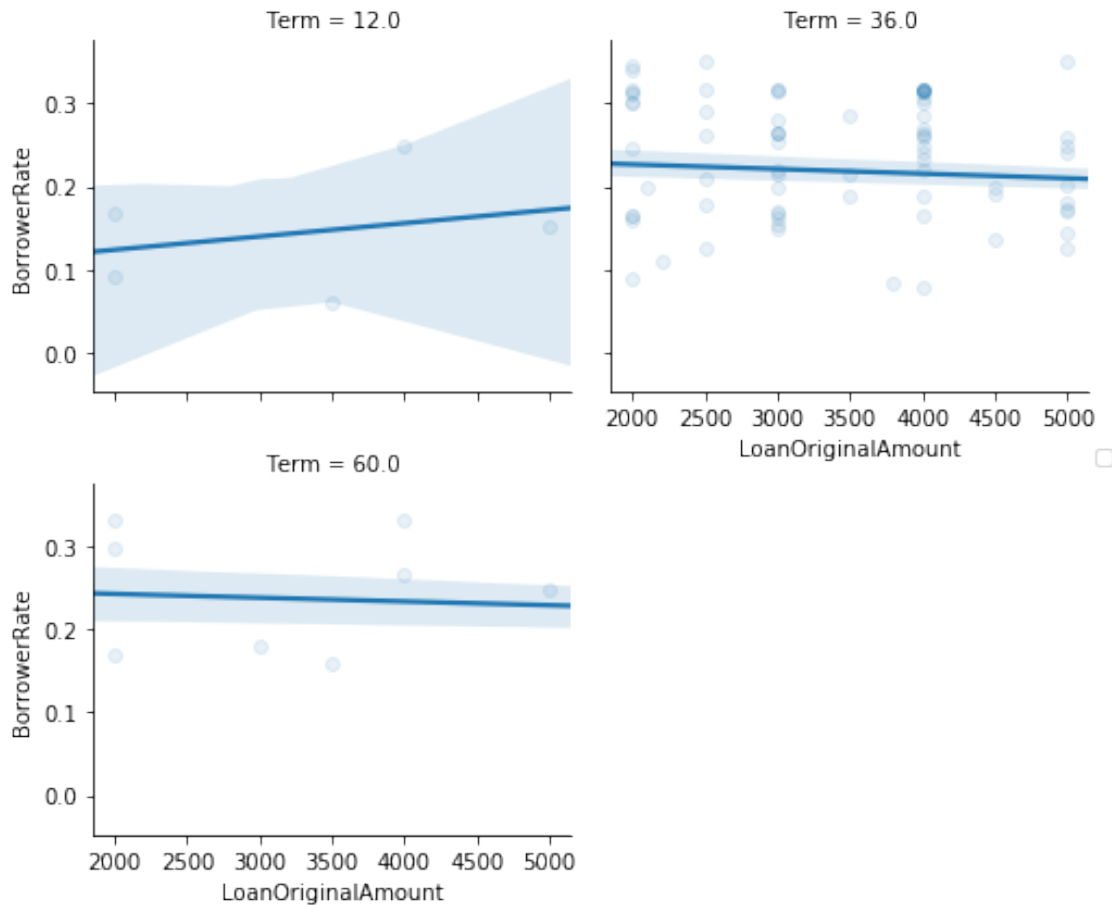 Term = 12.0
Term = 36.0
BorrowerRate
0.3
0.2
0.1
0.0
2000 2500 3000 3500 4000 4500 5000
LoanOriginalAmount
Term = 60.0
BorrowerRate
0.3
0.2
0.1
0.0
2000 2500 3000 3500 4000 4500 5000
LoanOriginalAmount